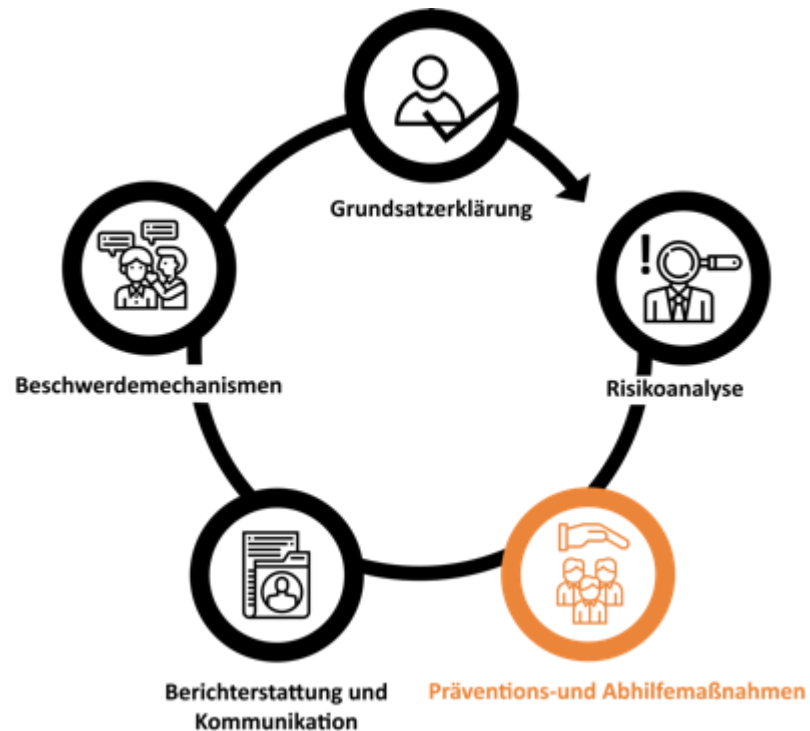 Grundsatzerklärung
Risikoanalyse
Präventions-und Abhilfemaßnahmen
Berichterstattung und
Kommunikation
Beschwerdemechanismen